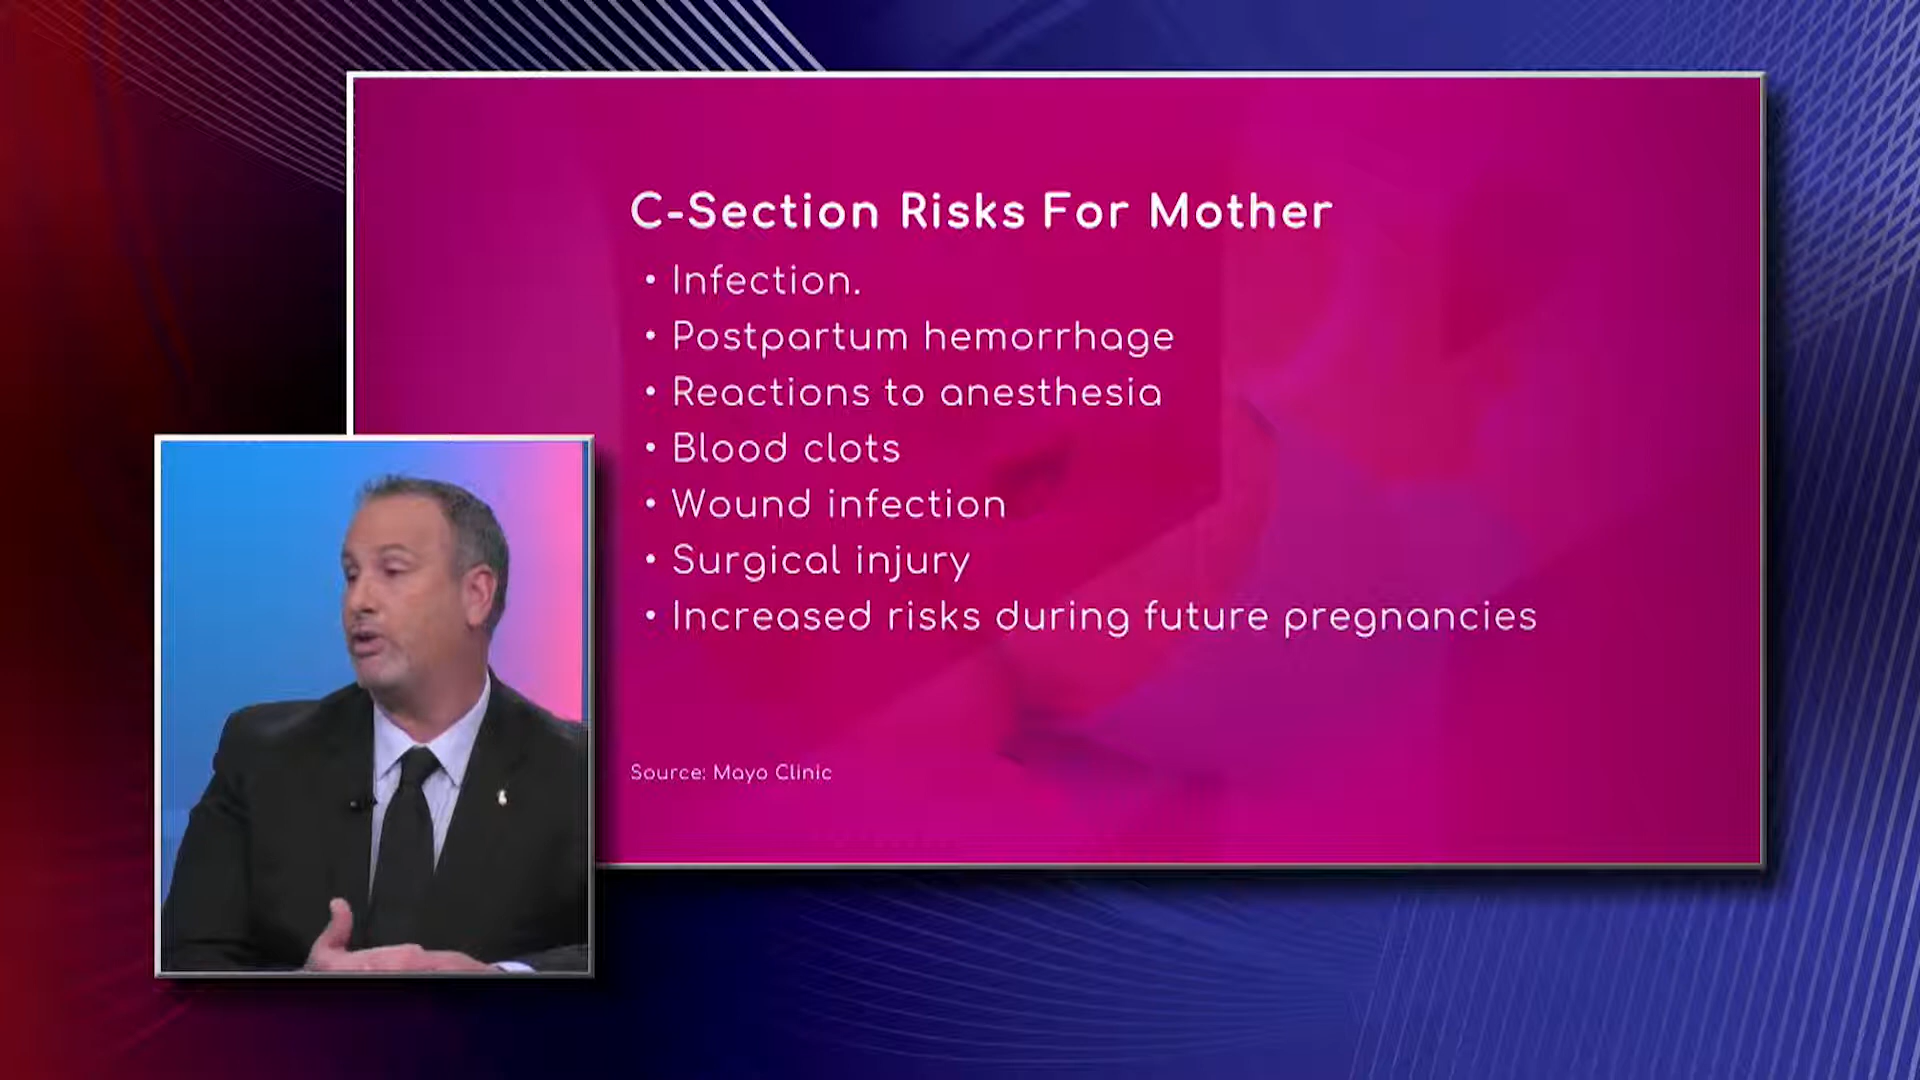 C-Section Risks For Mother
• Infection.
• Postpartum hemorrhage
• Reactions to anesthesia
• Blood clots
• Wound infection
• Surgical injury
• Increased risks during future pregnancies
Source: Mayo Clinic